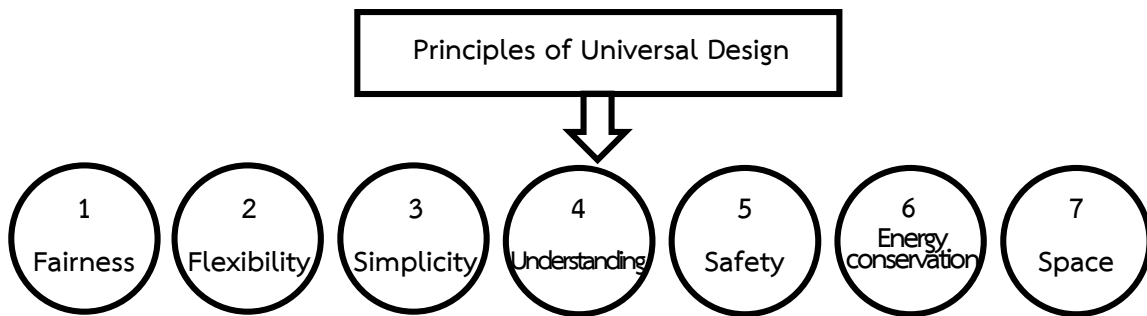 Principles of Universal Design
1
Fairness
2
Flexibility
3
Simplicity
4
Understanding
5
Safety
6
Energy
conservation
7
Space